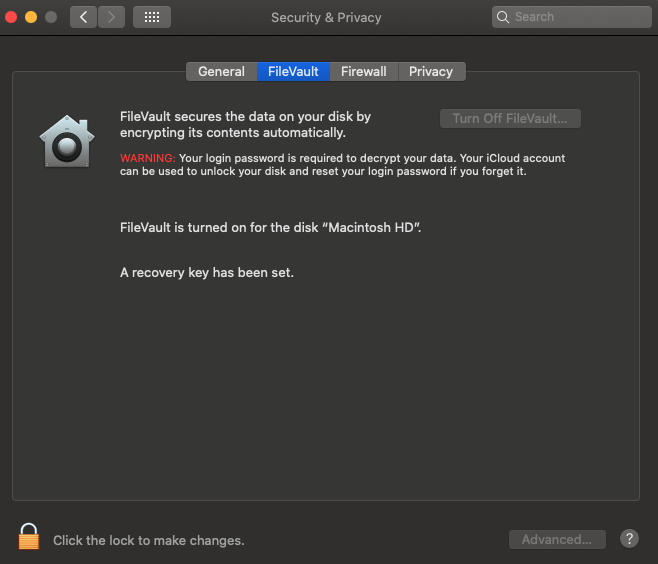 Security & Privacy
Search
General
FileVault
Firewall
Privacy
FileVault secures the data on your disk by
encrypting its contents automatically.
Turn Off FileVault...
WARNING: Your login password is required to decrypt your data. Your iCloud account
can be used to unlock your disk and reset your login password if you forget it.
FileVault is turned on for the disk “Macintosh HD”.
A recovery key has been set.
Click the lock to make changes.
Advanced...
?